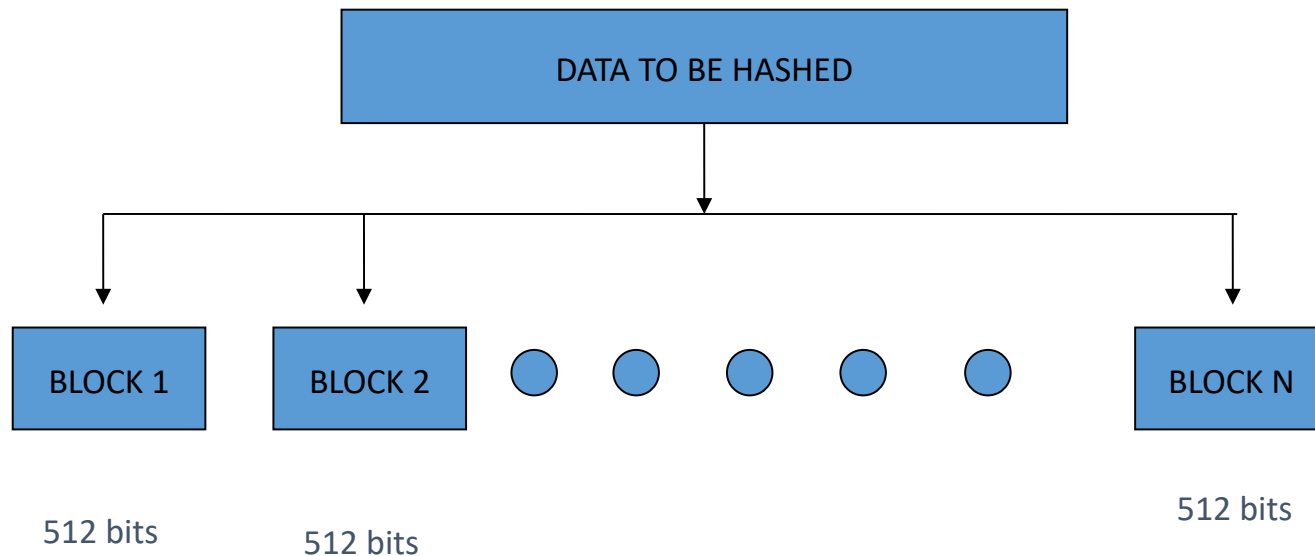 DATA TO BE HASHED
BLOCK 1
BLOCK 2
BLOCK N
512 bits
512 bits
512 bits